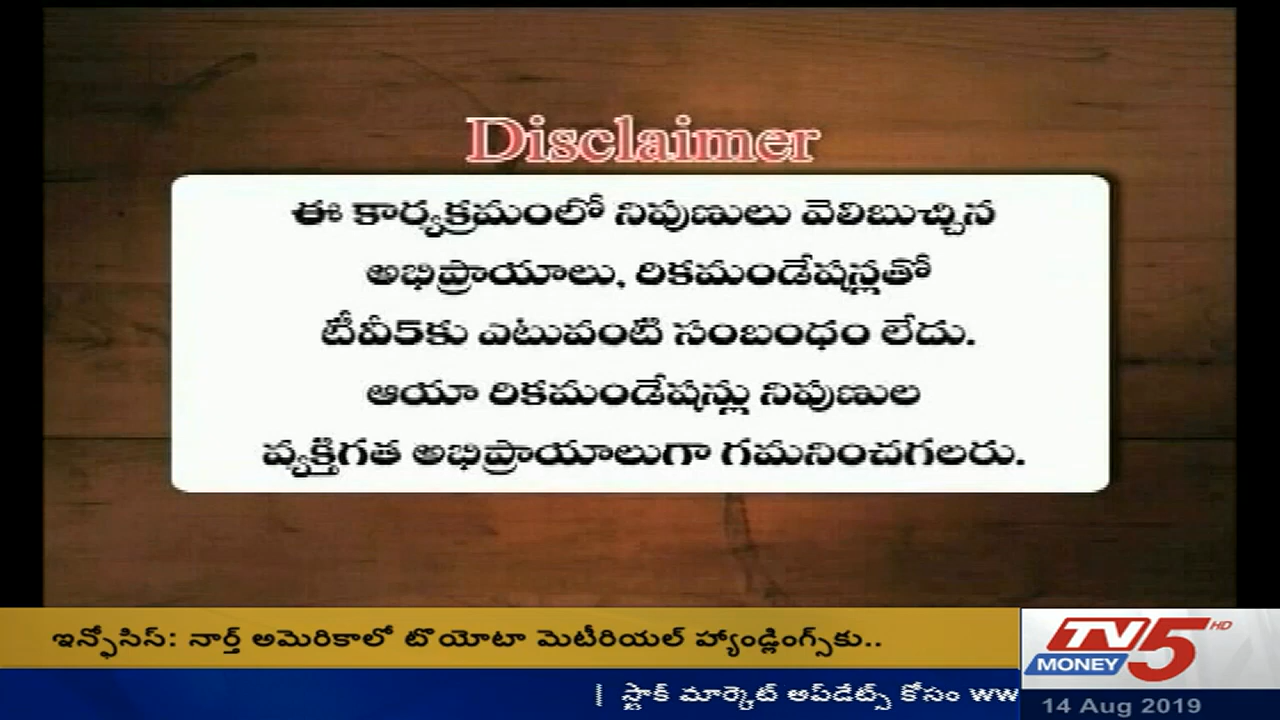 Disclaimer
ఈ కార్యక్రమంలో నిపుణులు వెలిబుచ్చిన
అభిప్రాయాలు, రికమండేషన్లతో
టీవీ5కు ఎటువంటి సంబంధం లేదు.
ఆయా రికమండేషన్లు నిపుణుల
వ్యక్తిగత అభిప్రాయాలుగా గమనించగలరు.
ఇన్ఫోసిస్: నార్త్ అమెరికాలో టొయోటా మెటీరియల్ హ్యాండ్లింగ్స్‌కు..
TV5 HD
MONEY
| స్టాక్ మార్కెట్ అప్‌డేట్స్ కోసం ww
14 Aug 2019